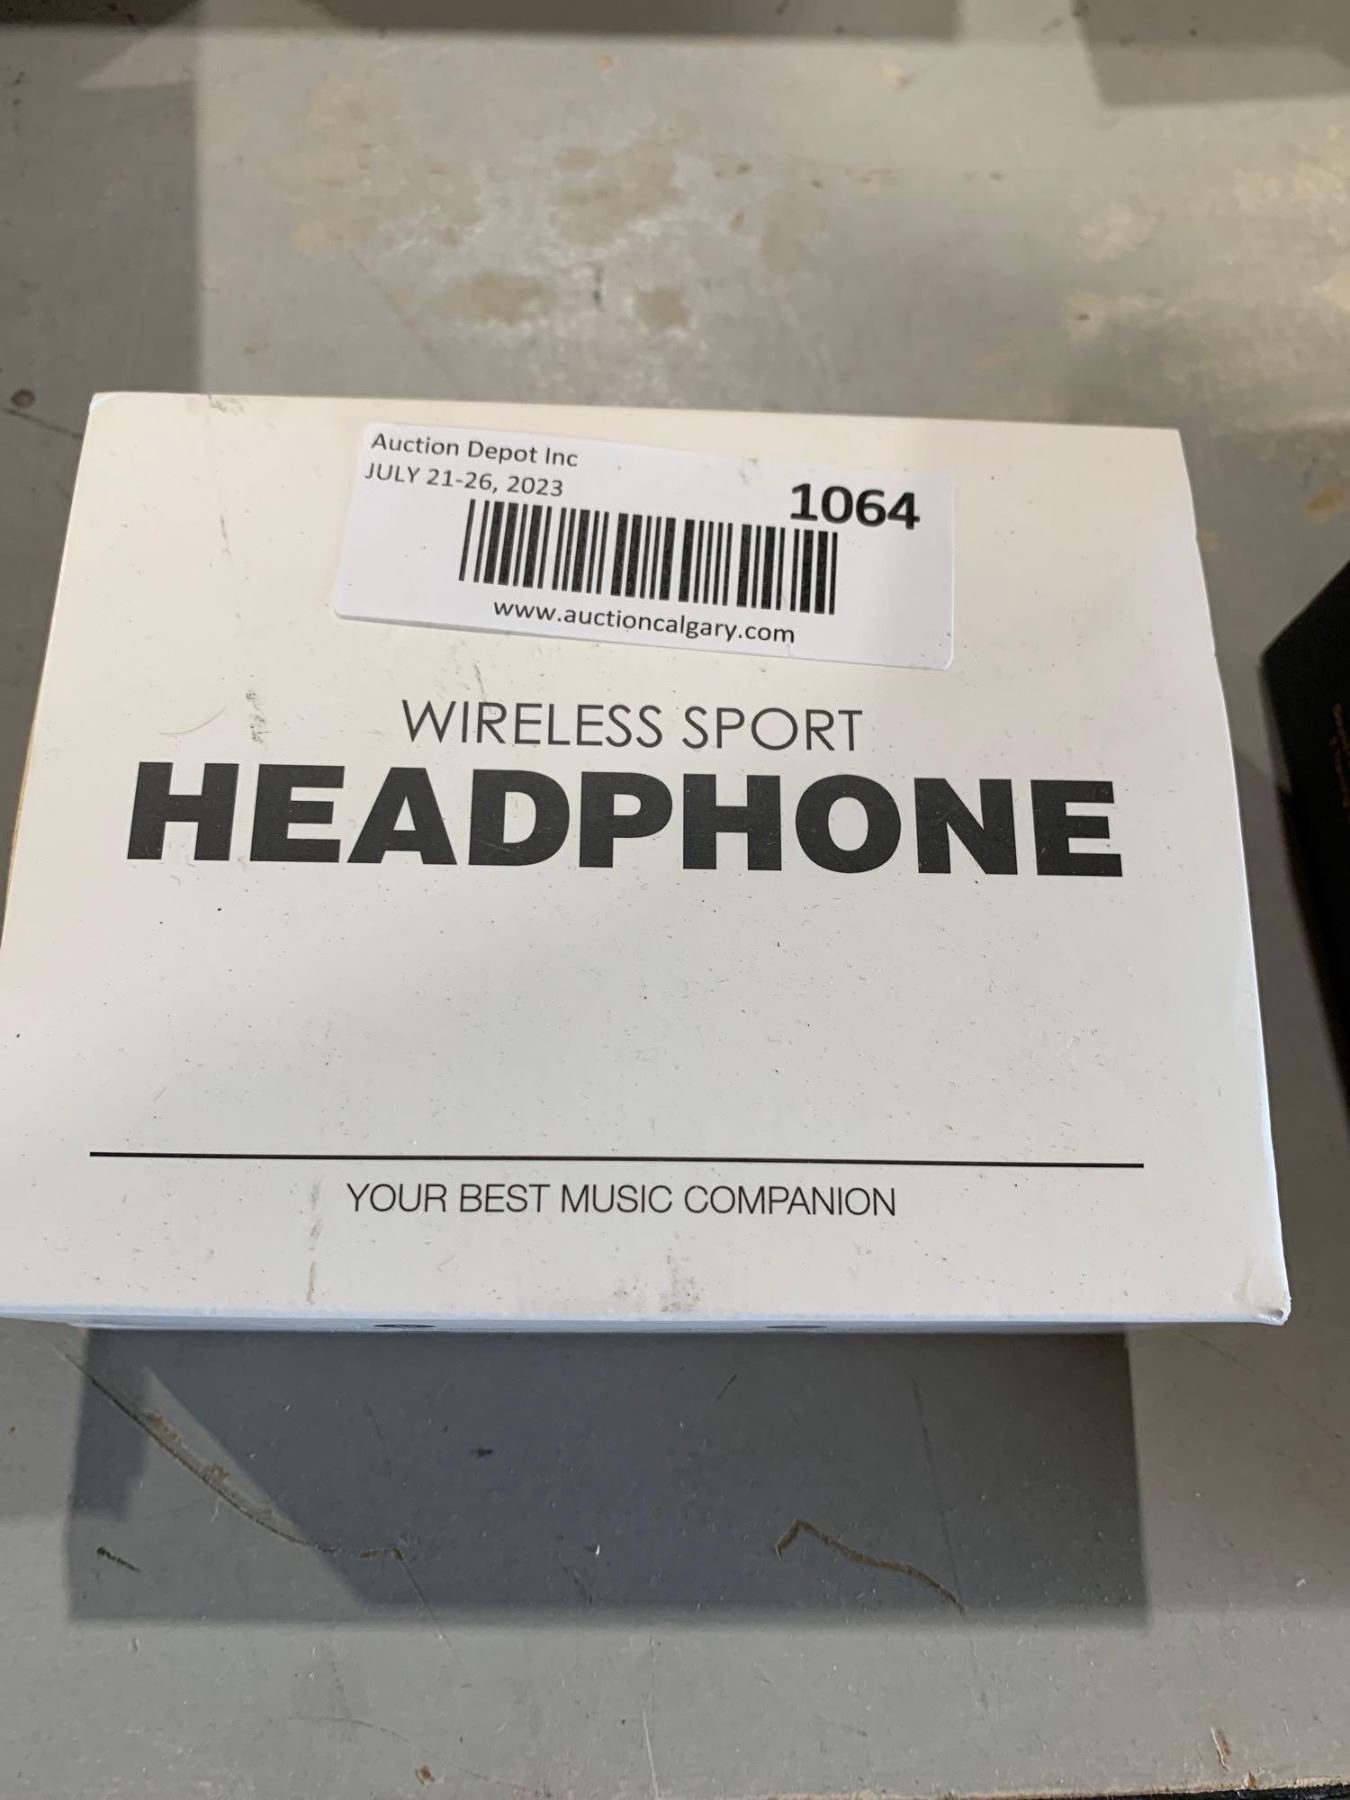 Auction Depot Inc
JULY 21-26, 2023
1064
www.auctioncalgary.com
WIRELESS SPORT
HEADPHONE
YOUR BEST MUSIC COMPANION